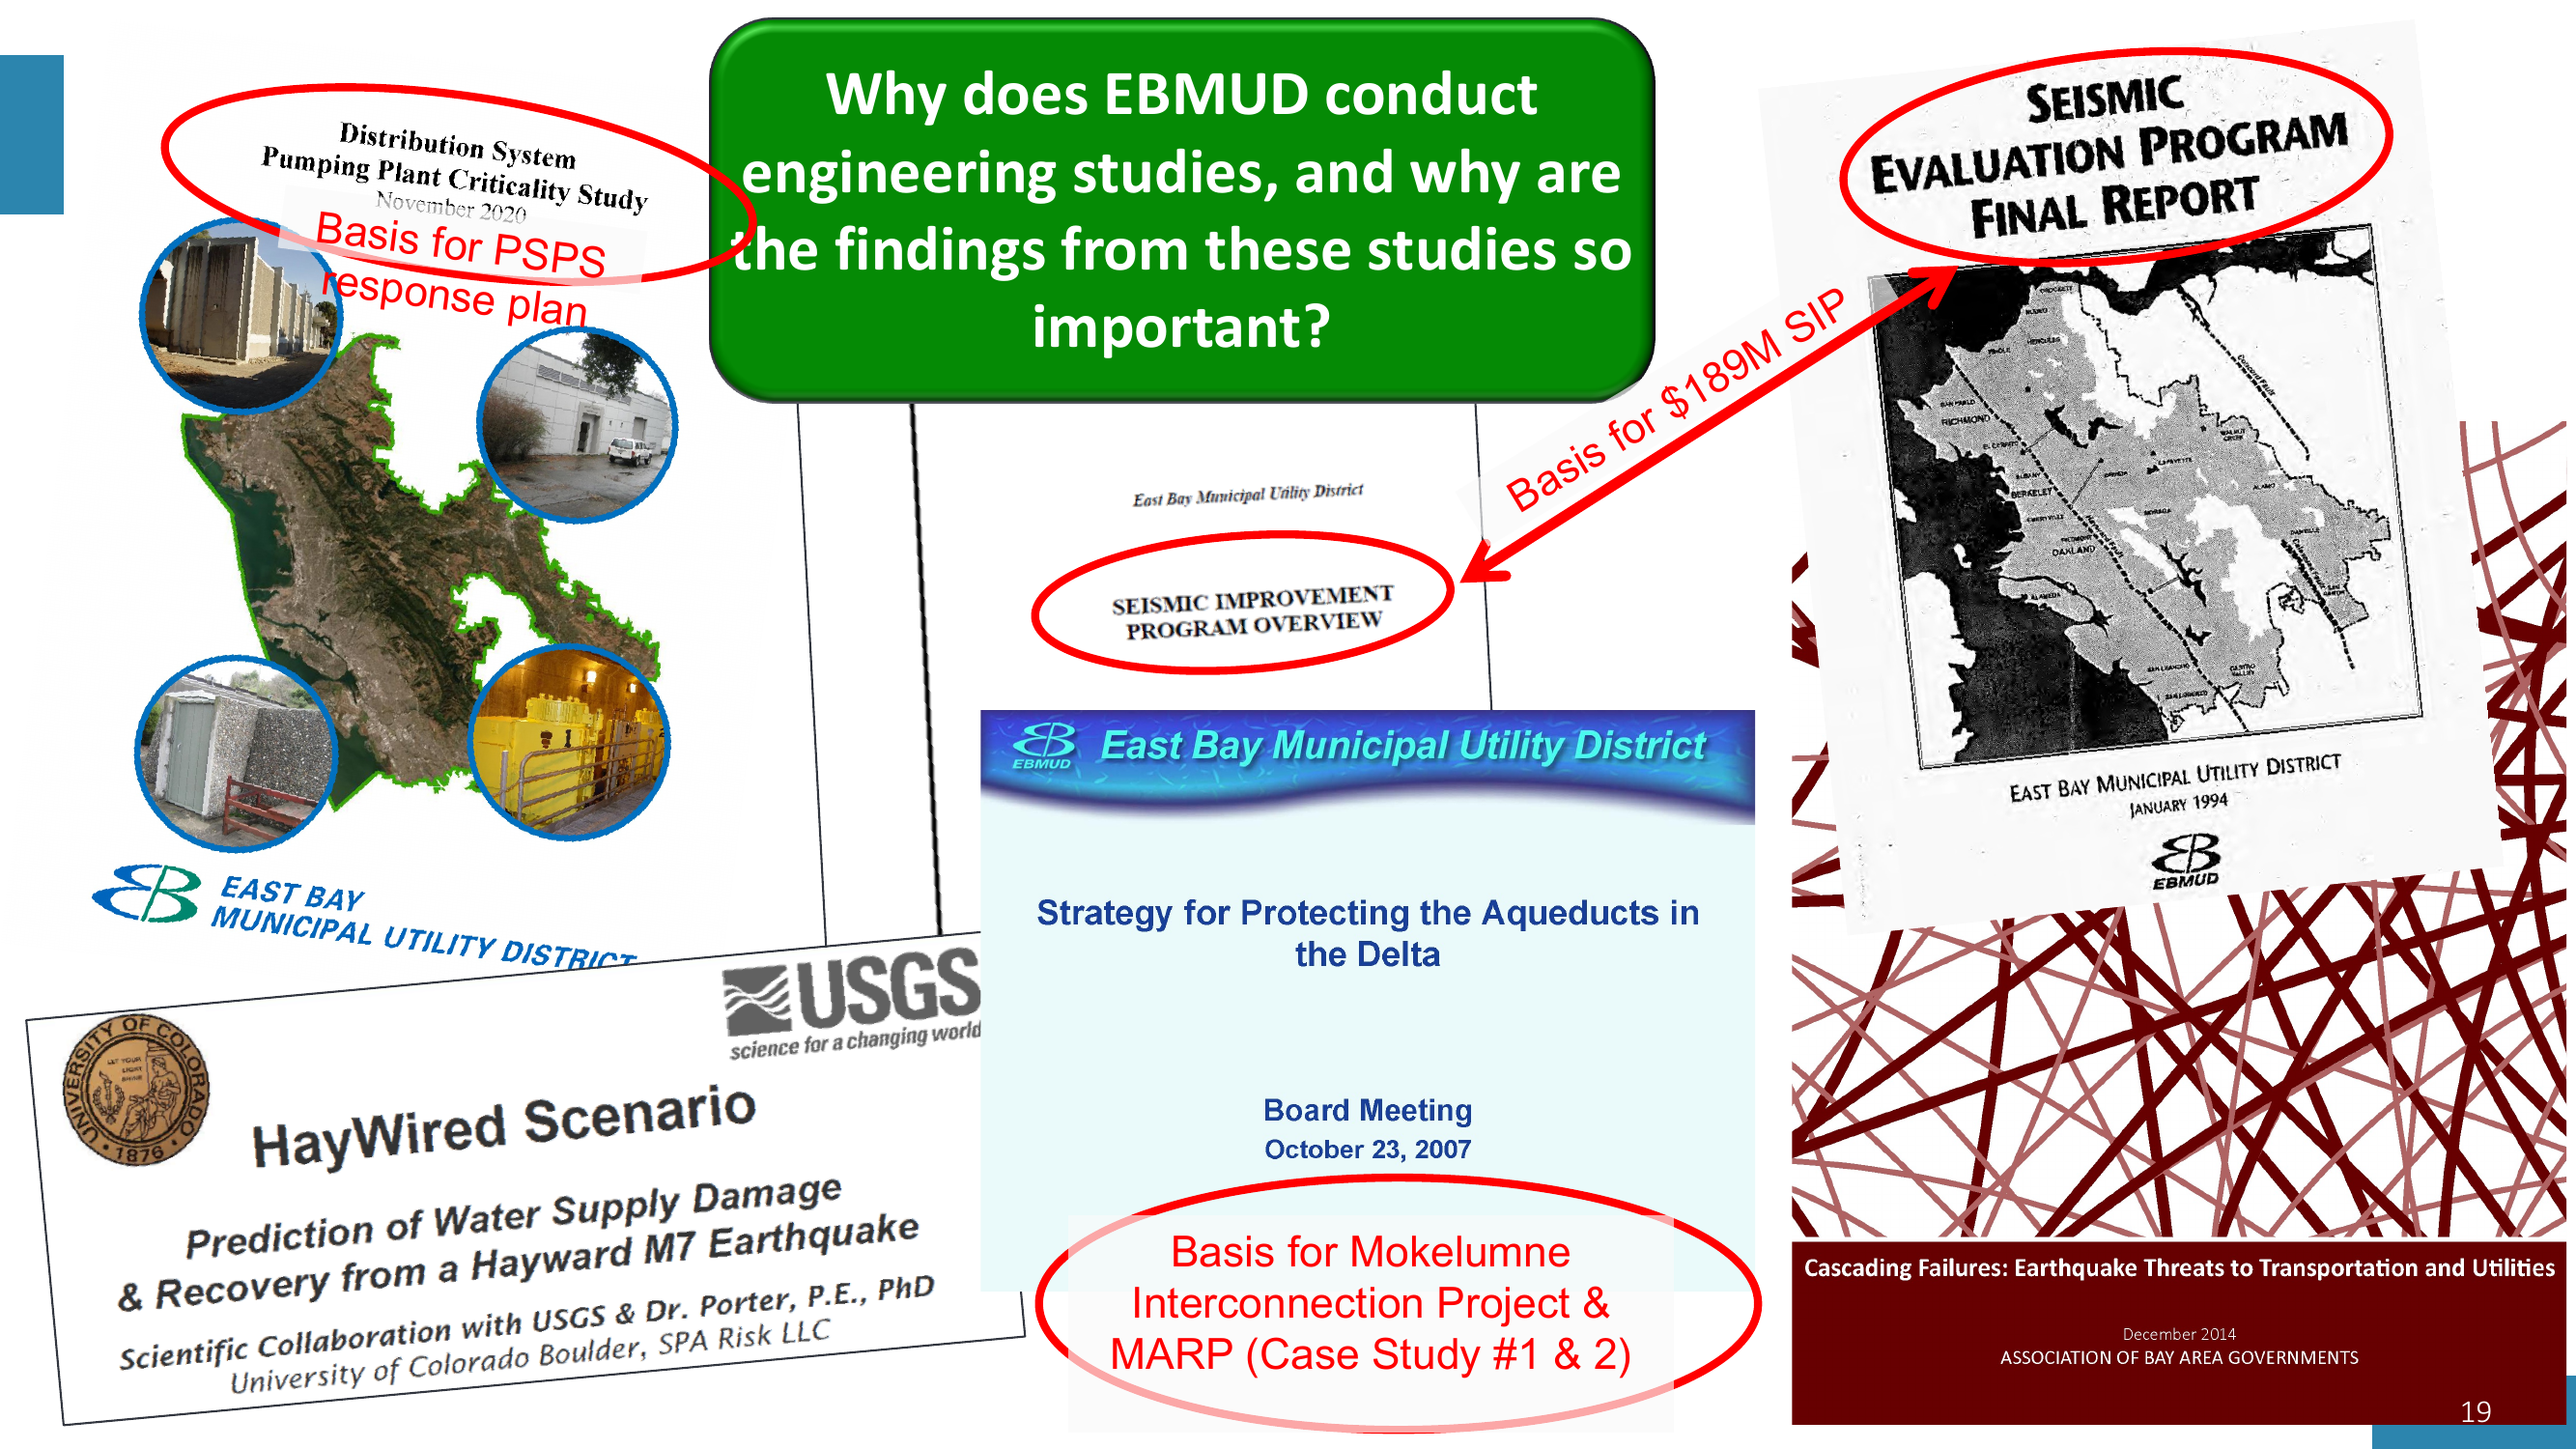 Why does EBMUD conduct
engineering studies, and why are
the findings from these studies so
important?
Distribution System
Pumping Plant Criticality Study
November 2020
Basis for PSPS
response plan
EAST BAY
MUNICIPAL UTILITY DISTRICT
East Bay Municipal Utility District
SEISMIC IMPROVEMENT
PROGRAM OVERVIEW
Basis for $189M SIP
SEISMIC
EVALUATION PROGRAM
FINAL REPORT
Concord Fault
RICHMOND
BERKELEY
OAKLAND
ALAMEDA
EAST BAY MUNICIPAL UTILITY DISTRICT
JANUARY 1994
EBMUD
EBMUD
East Bay Municipal Utility District
Strategy for Protecting the Aqueducts in
the Delta
Board Meeting
October 23, 2007
Basis for Mokelumne
Interconnection Project &
MARP (Case Study #1 & 2)
UNIVERSITY OF COLORADO
1876
USGS
science for a changing world
HayWired Scenario
Prediction of Water Supply Damage
& Recovery from a Hayward M7 Earthquake
Scientific Collaboration with USGS & Dr. Porter, P.E., PhD
University of Colorado Boulder, SPA Risk LLC
Cascading Failures: Earthquake Threats to Transportation and Utilities
December 2014
ASSOCIATION OF BAY AREA GOVERNMENTS
19